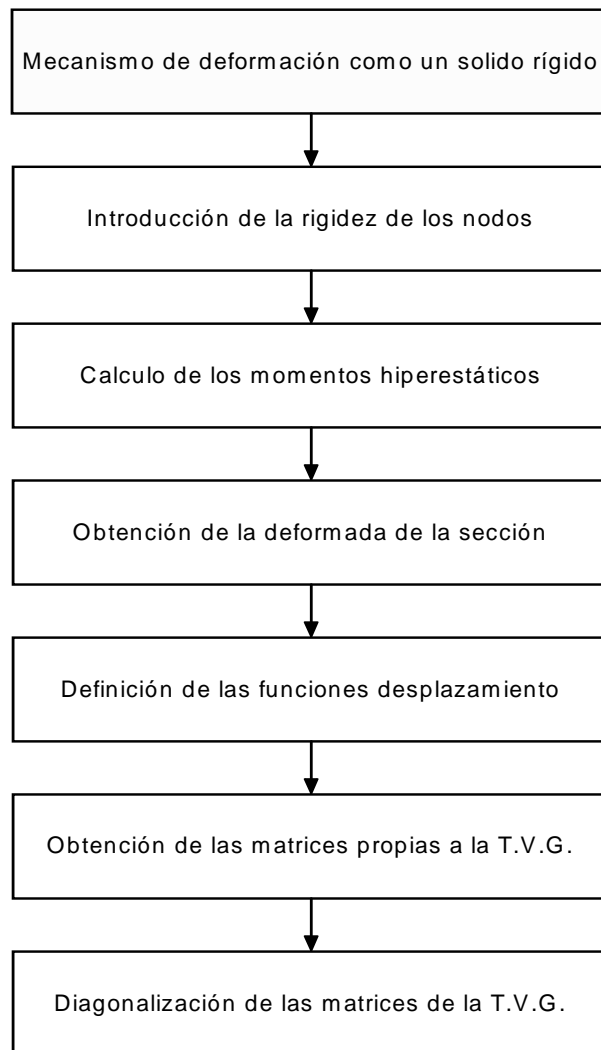 Mecanismo de deformación como un solido rígido
Introducción de la rigidez de los nodos
Calculo de los momentos hiperestáticos
Obtención de la deformada de la sección
Definición de las funciones desplazamiento
Obtención de las matrices propias a la T.V.G.
Diagonalización de las matrices de la T.V.G.